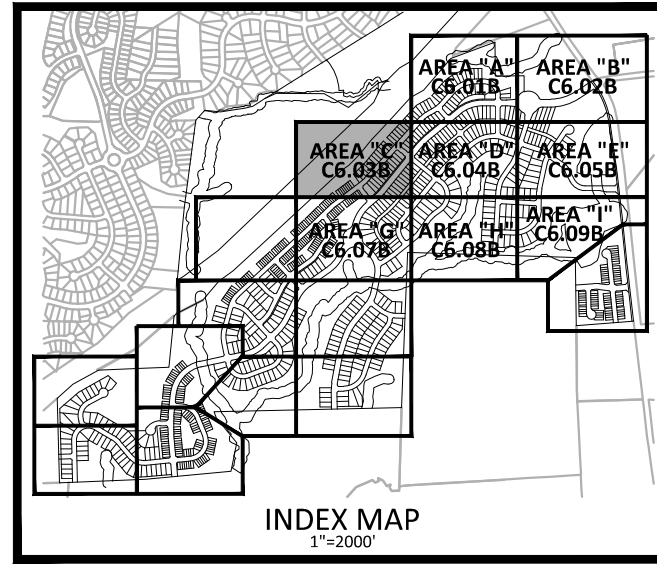 AREA "A"
C6.01B
AREA "B"
C6.02B
AREA "C"
C6.03B
AREA "D"
C6.04B
AREA "E"
C6.05B
AREA "G"
C6.07B
AREA "H"
C6.08B
AREA "I"
C6.09B
INDEX MAP
1"=2000'